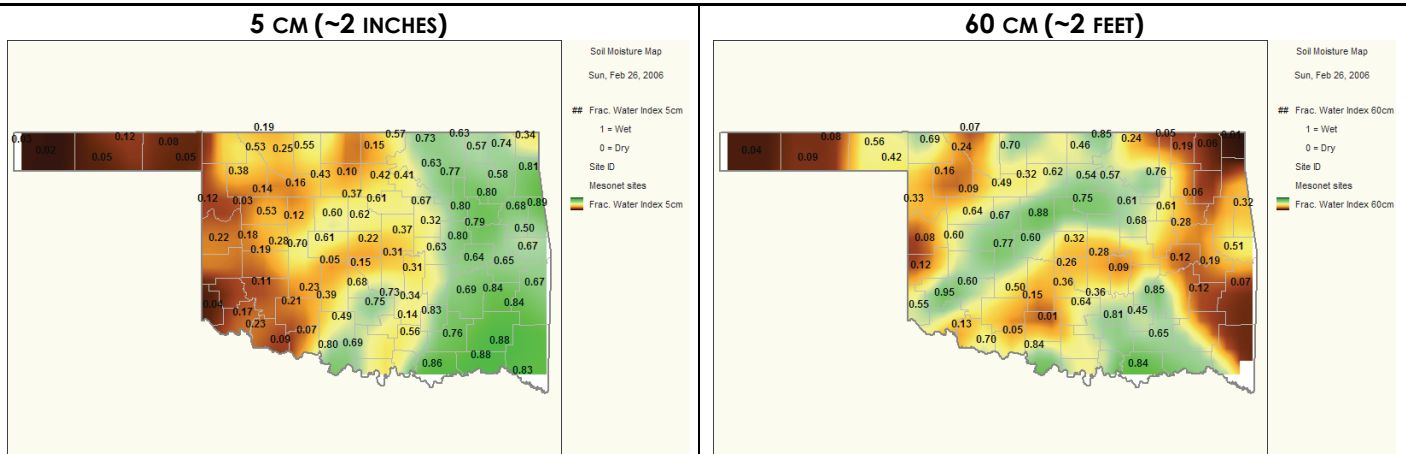 5 CM (~2 INCHES)
Soil Moisture Map
Sun, Feb 26, 2006
## Frac. Water Index 5cm
1 = Wet
0 = Dry
Site ID
Mesonet sites
Frac. Water Index 5cm
0.19
0.03 0.12 0.08 0.57 0.73 0.63 0.34
0.02 0.05 0.05 0.53 0.25 0.55 0.15 0.57 0.74
0.38 0.43 0.10 0.42 0.41 0.63 0.77 0.58 0.81
0.12 0.03 0.14 0.16 0.37 0.61 0.67 0.80 0.68 0.89
0.53 0.12 0.60 0.62 0.32 0.80 0.79 0.50
0.22 0.18 0.28 0.70 0.61 0.22 0.37 0.63 0.80 0.67
0.19 0.05 0.15 0.31 0.31 0.64 0.65
0.11 0.23 0.68 0.69 0.84 0.67
0.04 0.21 0.39 0.75 0.73 0.34 0.84
0.17 0.23 0.49 0.14 0.83
0.09 0.07 0.80 0.69 0.56 0.76 0.88
0.86 0.88 0.83
60 CM (~2 FEET)
Soil Moisture Map
Sun, Feb 26, 2006
## Frac. Water Index 60cm
1 = Wet
0 = Dry
Site ID
Mesonet sites
Frac. Water Index 60cm
0.07
0.08 0.56 0.69 0.85 0.24 0.05
0.04 0.09 0.42 0.24 0.70 0.46 0.19 0.06
0.16 0.09 0.49 0.32 0.62 0.54 0.57 0.76
0.33 0.64 0.67 0.88 0.75 0.61 0.61 0.06 0.32
0.08 0.60 0.77 0.60 0.32 0.68 0.28
0.12 0.26 0.28 0.09 0.12 0.19 0.51
0.55 0.95 0.60 0.50 0.36 0.85 0.12 0.07
0.15 0.64 0.36 0.81 0.45
0.13 0.05 0.01 0.65
0.70 0.84 0.84